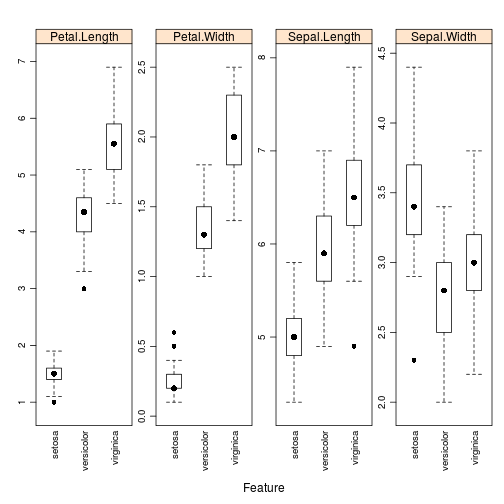 Petal.Length
Petal.Width
Sepal.Length
Sepal.Width
7
6
5
4
3
2
1
2.5
2.0
1.5
1.0
0.5
0.0
8
7
6
5
4.5
4.0
3.5
3.0
2.5
2.0
setosa
versicolor
virginica
setosa
versicolor
virginica
setosa
versicolor
virginica
setosa
versicolor
virginica
Feature